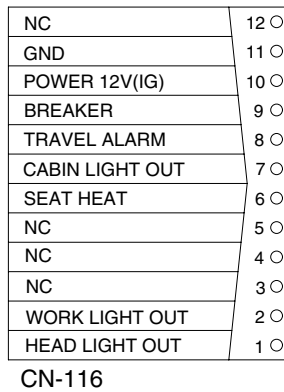 NC 12
GND 11
POWER 12V(IG) 10
BREAKER 9
TRAVEL ALARM 8
CABIN LIGHT OUT 7
SEAT HEAT 6
NC 5
NC 4
NC 3
WORK LIGHT OUT 2
HEAD LIGHT OUT 1
CN-116